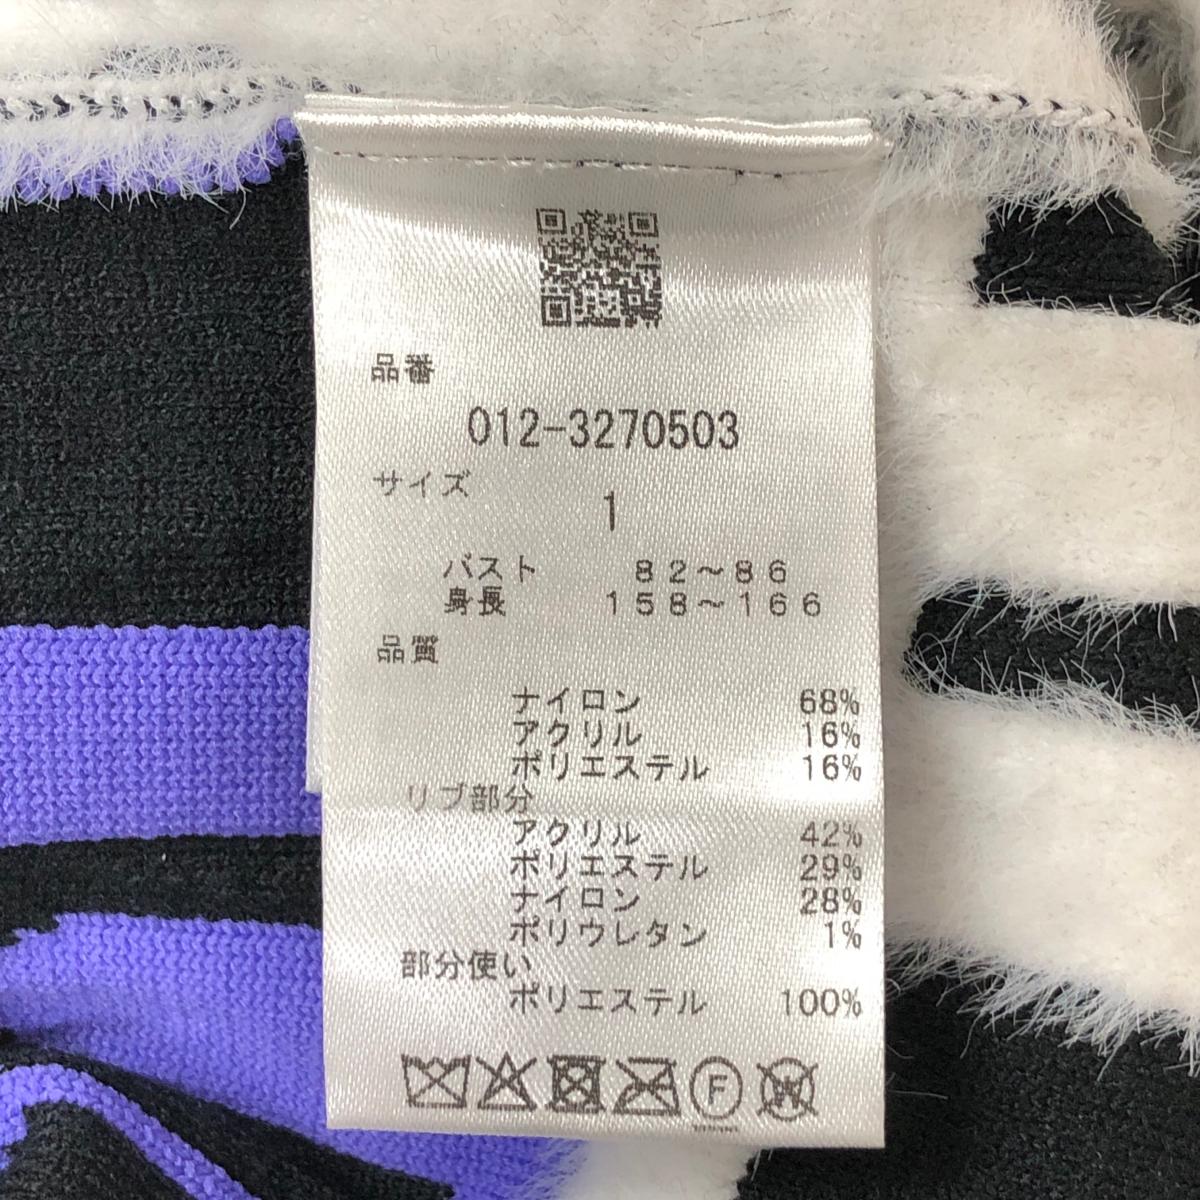 品番
012-3270503
サイズ
1
バスト 82～86
身長 158～166
品質
ナイロン 68%
アクリル 16%
ポリエステル 16%
リブ部分
アクリル 42%
ポリエステル 29%
ナイロン 28%
ポリウレタン 1%
部分使い
ポリエステル 100%
F
W